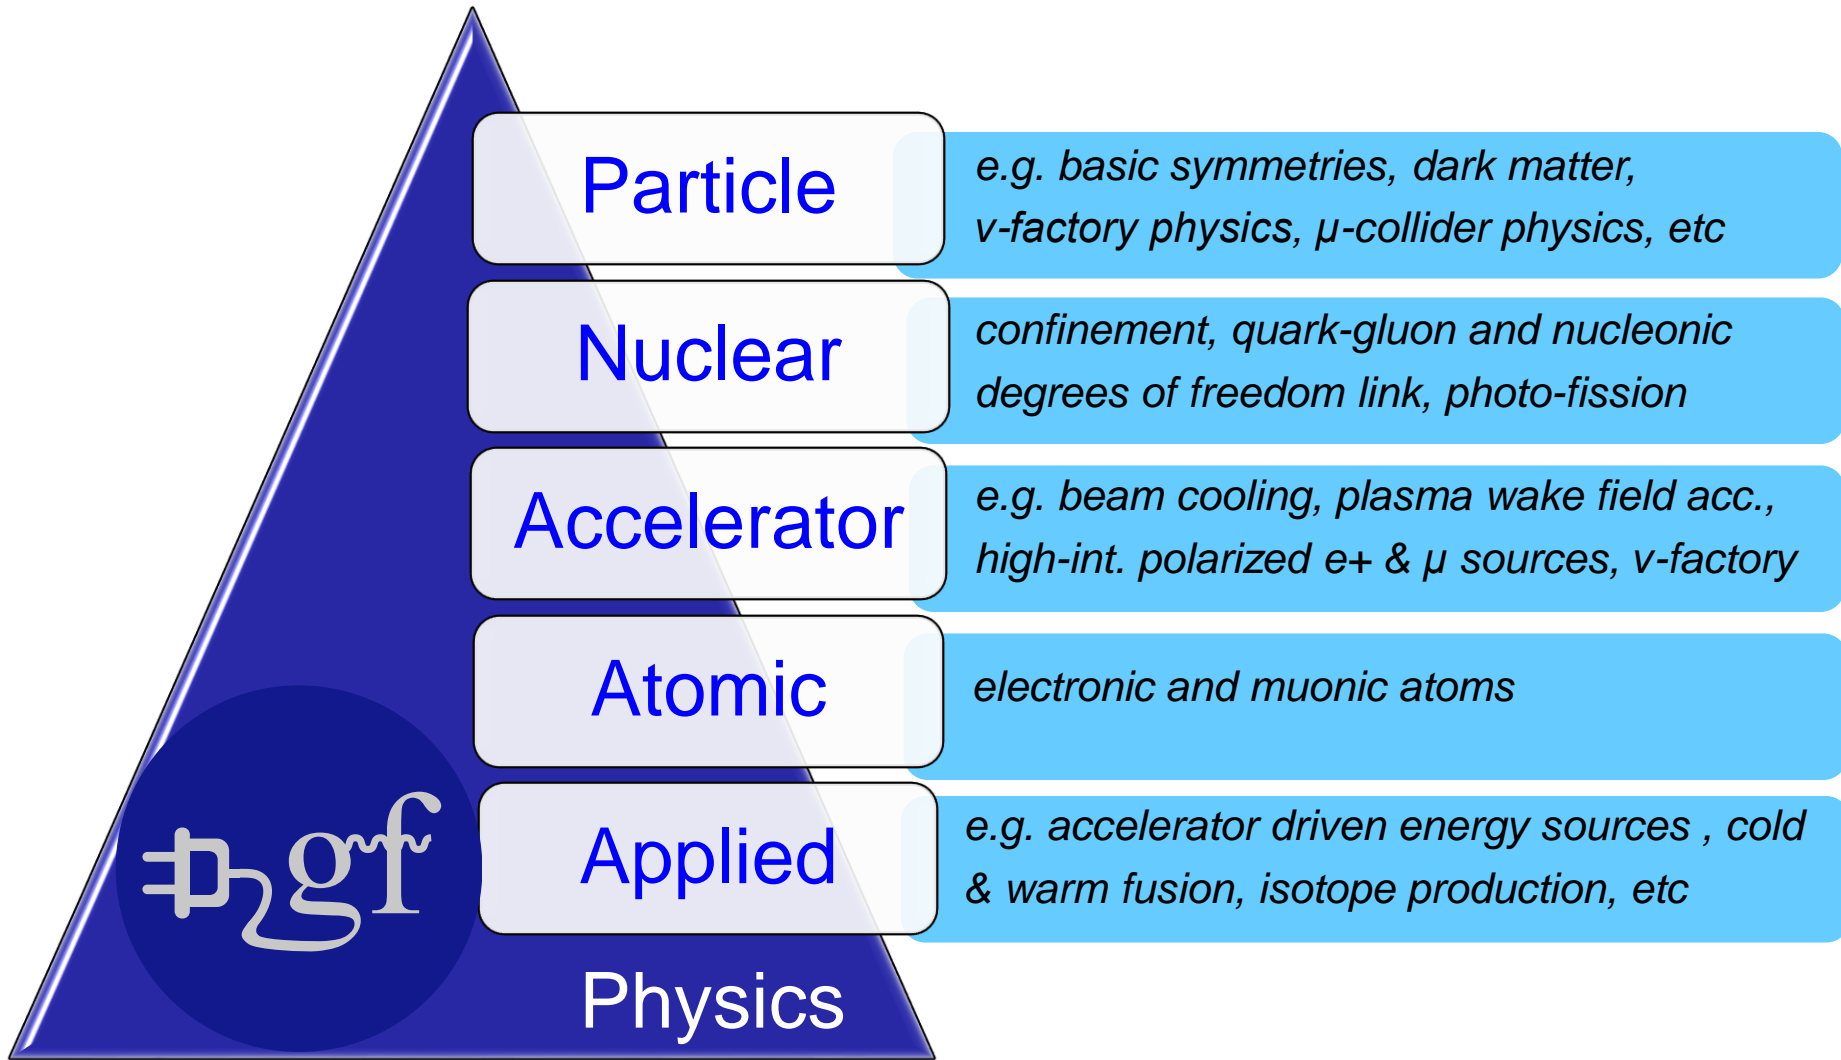 Particle
e.g. basic symmetries, dark matter,
ν-factory physics, μ-collider physics, etc
Nuclear
confinement, quark-gluon and nucleonic
degrees of freedom link, photo-fission
Accelerator
e.g. beam cooling, plasma wake field acc.,
high-int. polarized e+ & μ sources, ν-factory
Atomic
electronic and muonic atoms
Applied
e.g. accelerator driven energy sources , cold
& warm fusion, isotope production, etc
gf
Physics